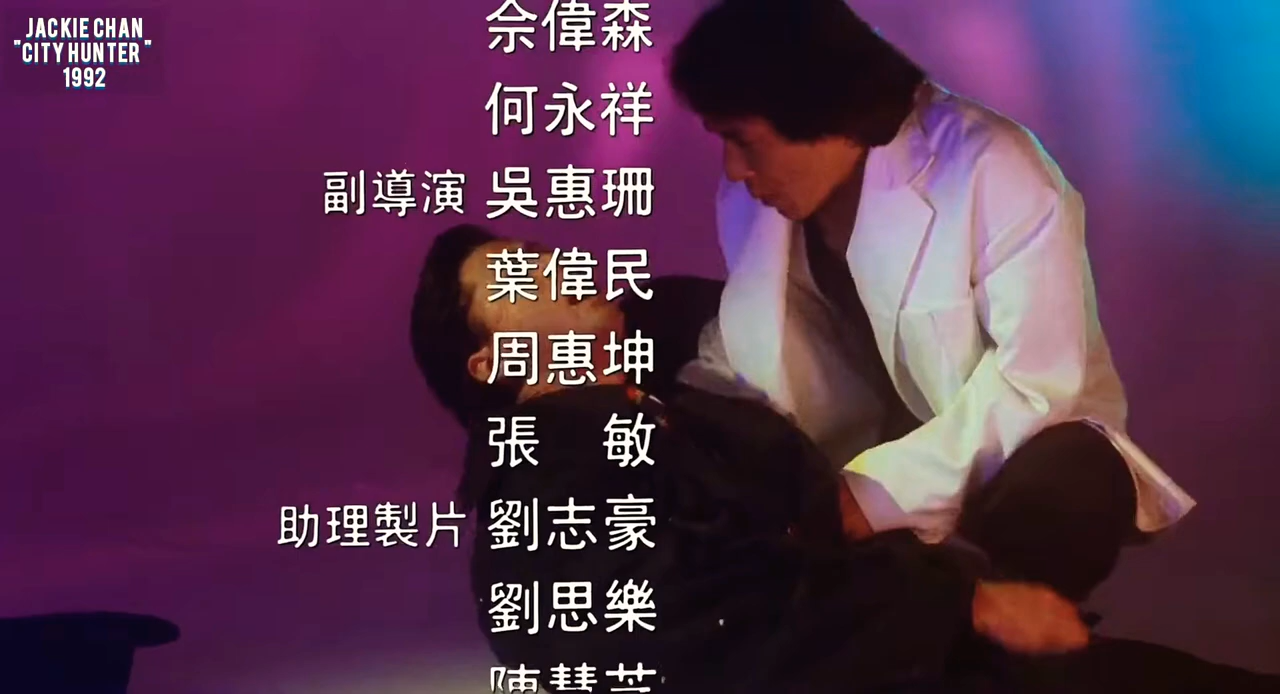 JACKIE CHAN
"CITY HUNTER"
1992
佘偉森
何永祥
副導演 吳惠珊
葉偉民
周惠坤
張 敏
助理製片 劉志豪
劉思樂